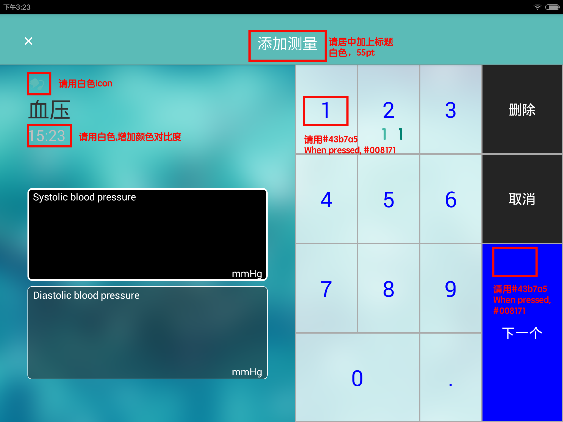 下午3:23
×
添加测量
请居中加上标题
白色，55pt
请用白色icon
血压
15:23
请用白色,增加颜色对比度
Systolic blood pressure
mmHg
Diastolic blood pressure
mmHg
1
2
3
删除
1 1
请用#43b7a5
When pressed, #008171
4
5
6
取消
7
8
9
请用#43b7a5
When pressed,
#008171
下一个
0
.